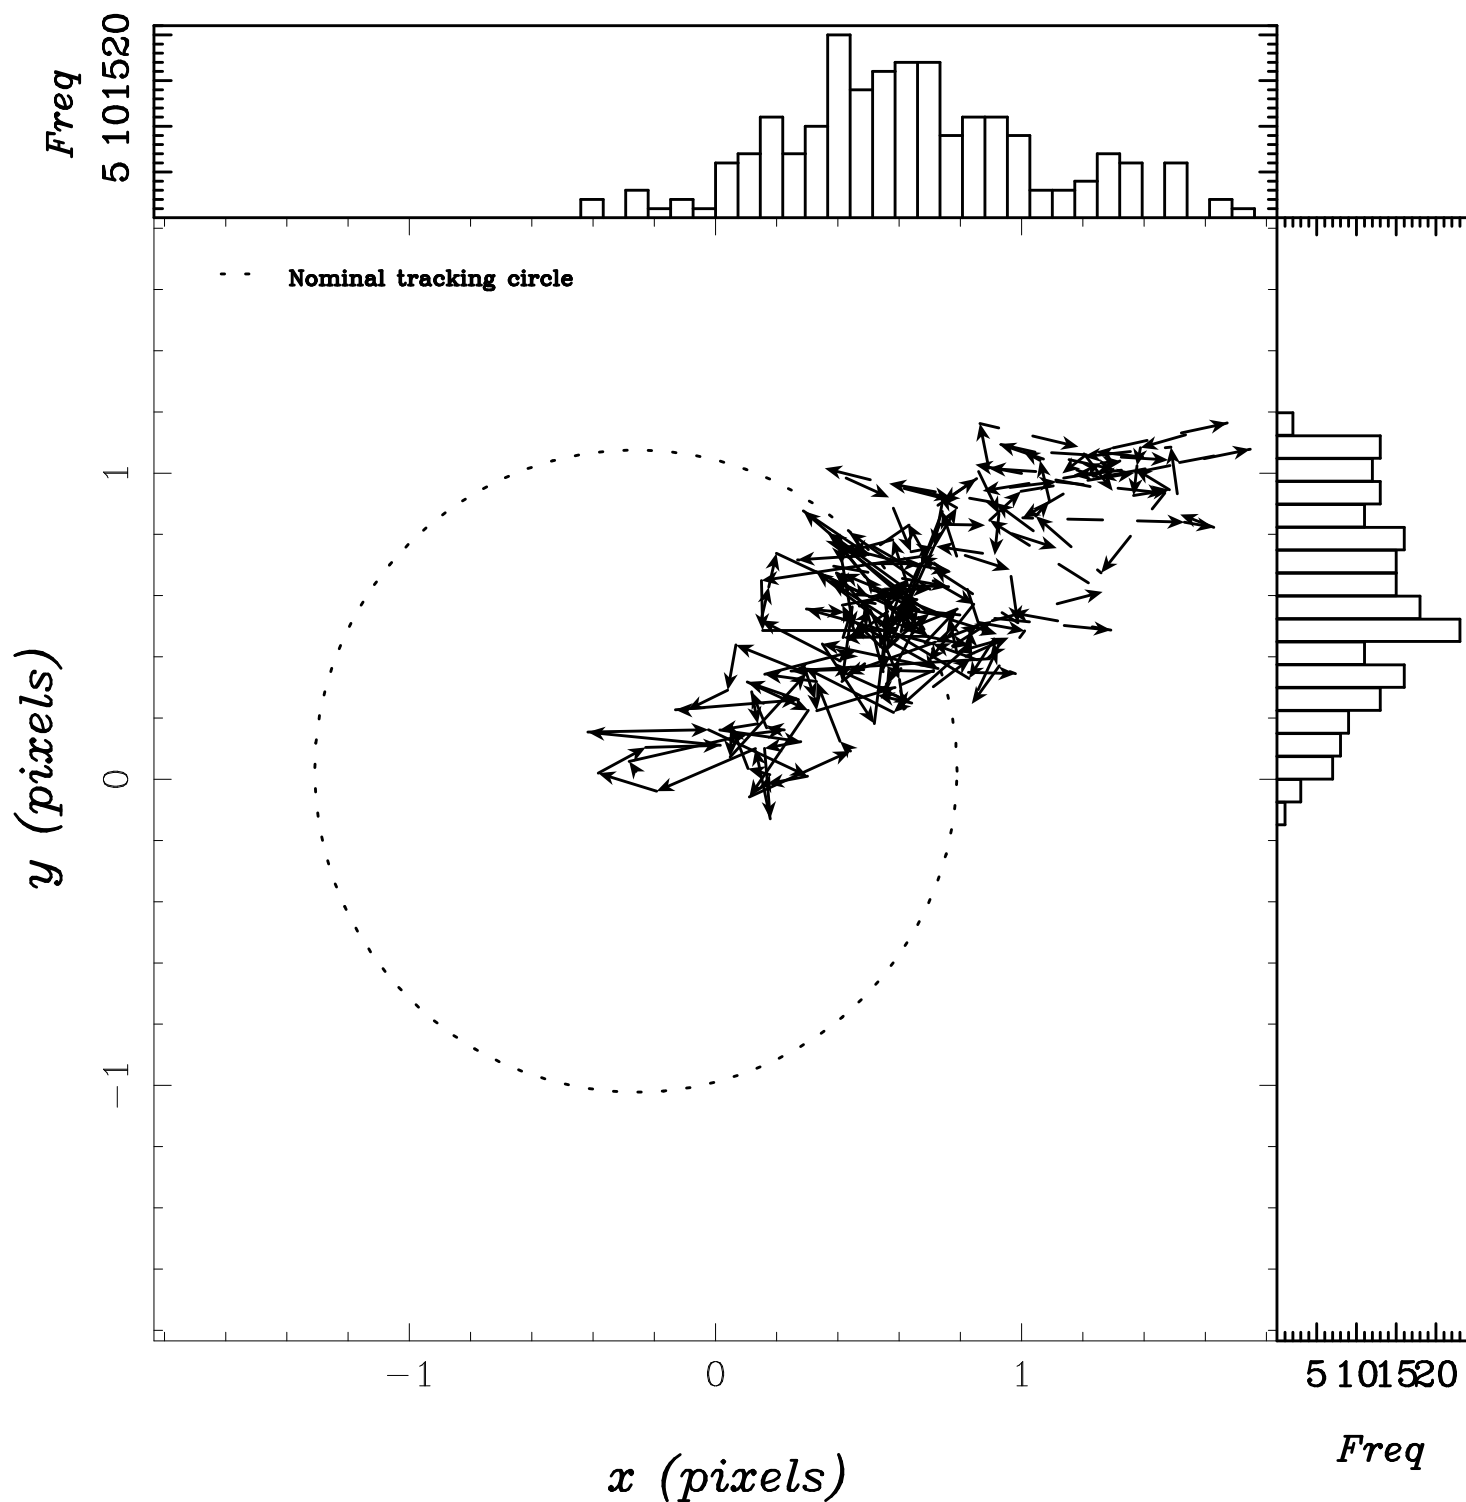 Freq
5 10 15 20
Nominal tracking circle
y (pixels)
1
0
−1
−1 0 1
5 10 15 20
x (pixels)
Freq